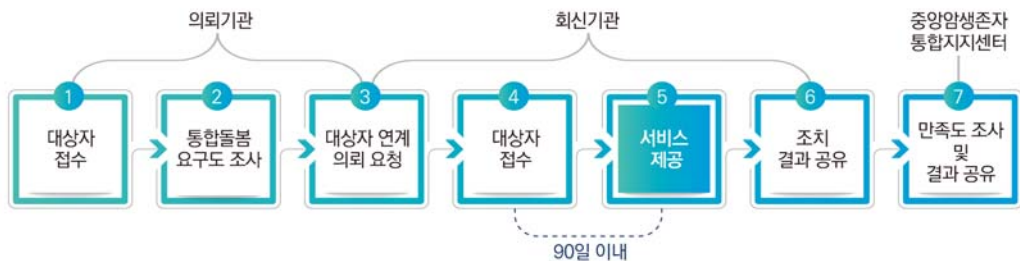 의뢰기관
회신기관
중앙암생존자
통합지지센터
1
대상자
접수
2
통합돌봄
요구도 조사
3
대상자 연계
의뢰 요청
4
대상자
접수
5
서비스
제공
6
조치
결과 공유
7
만족도 조사
및
결과 공유
90일 이내